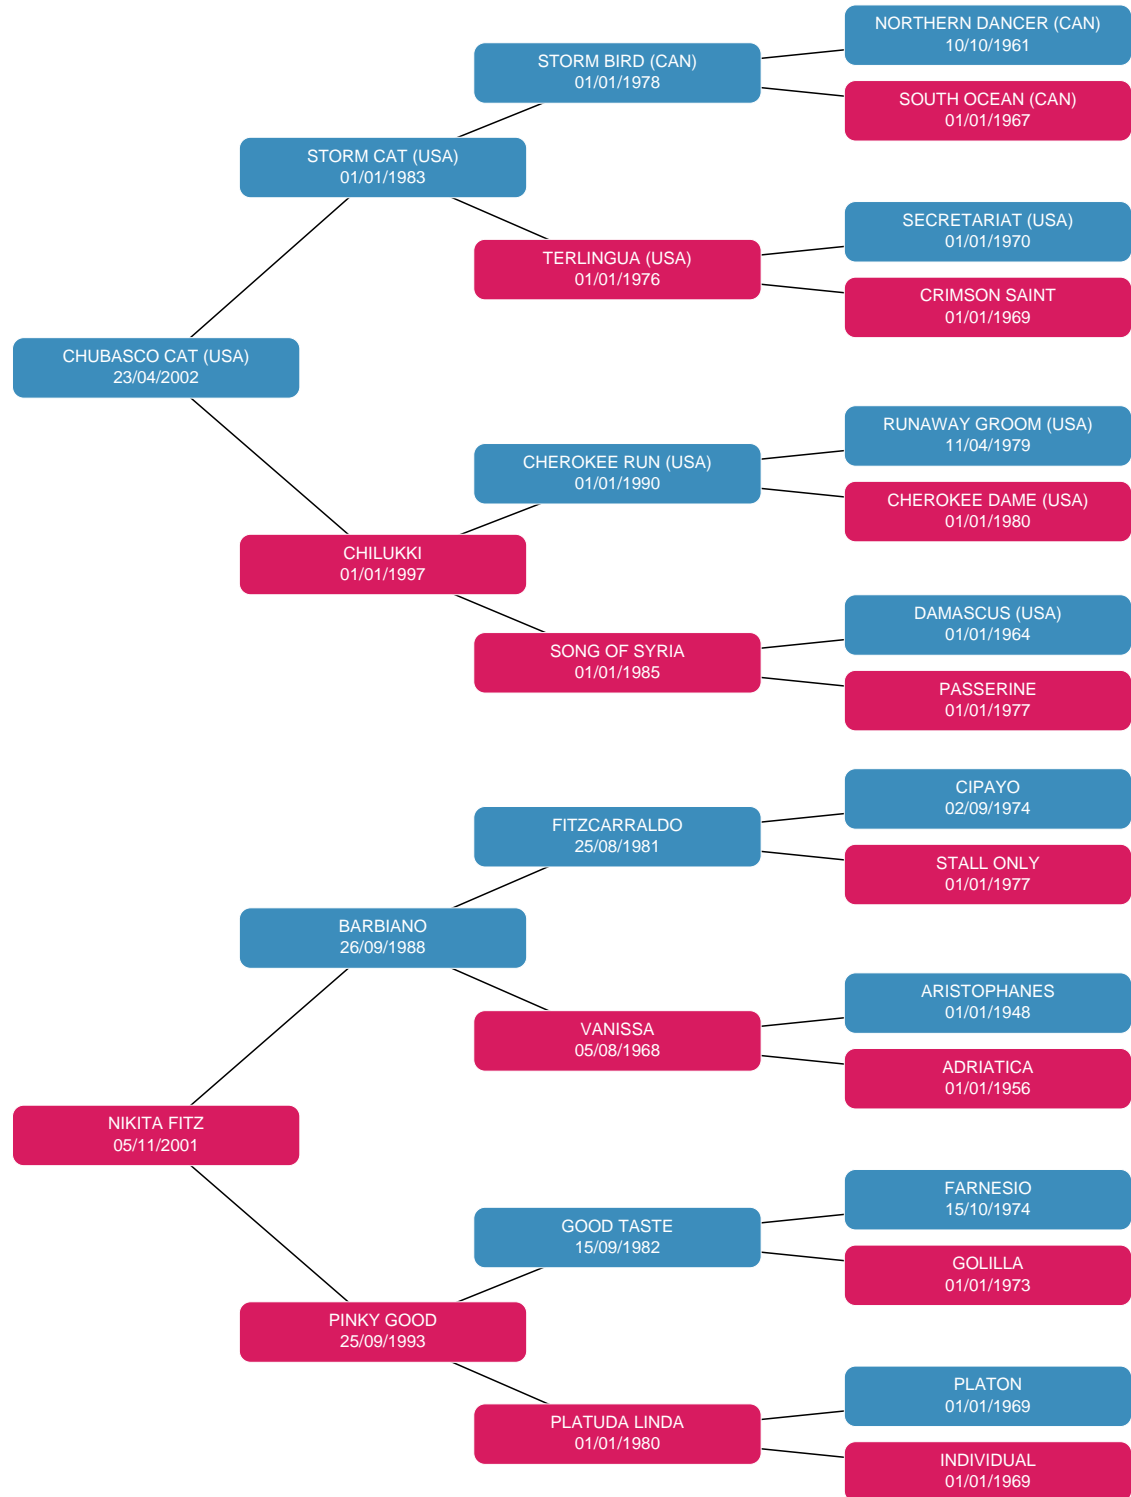 NORTHERN DANCER (CAN)
10/10/1961
STORM BIRD (CAN)
01/01/1978
SOUTH OCEAN (CAN)
01/01/1967
STORM CAT (USA)
01/01/1983
SECRETARIAT (USA)
01/01/1970
TERLINGUA (USA)
01/01/1976
CRIMSON SAINT
01/01/1969
CHUBASCO CAT (USA)
23/04/2002
RUNAWAY GROOM (USA)
11/04/1979
CHEROKEE RUN (USA)
01/01/1990
CHEROKEE DAME (USA)
01/01/1980
CHILUKKI
01/01/1997
DAMASCUS (USA)
01/01/1964
SONG OF SYRIA
01/01/1985
PASSERINE
01/01/1977
CIPAYO
02/09/1974
FITZCARRALDO
25/08/1981
STALL ONLY
01/01/1977
BARBIANO
26/09/1988
ARISTOPHANES
01/01/1948
VANISSA
05/08/1968
ADRIATICA
01/01/1956
NIKITA FITZ
05/11/2001
FARNESIO
15/10/1974
GOOD TASTE
15/09/1982
GOLILLA
01/01/1973
PINKY GOOD
25/09/1993
PLATON
01/01/1969
PLATUDA LINDA
01/01/1980
INDIVIDUAL
01/01/1969